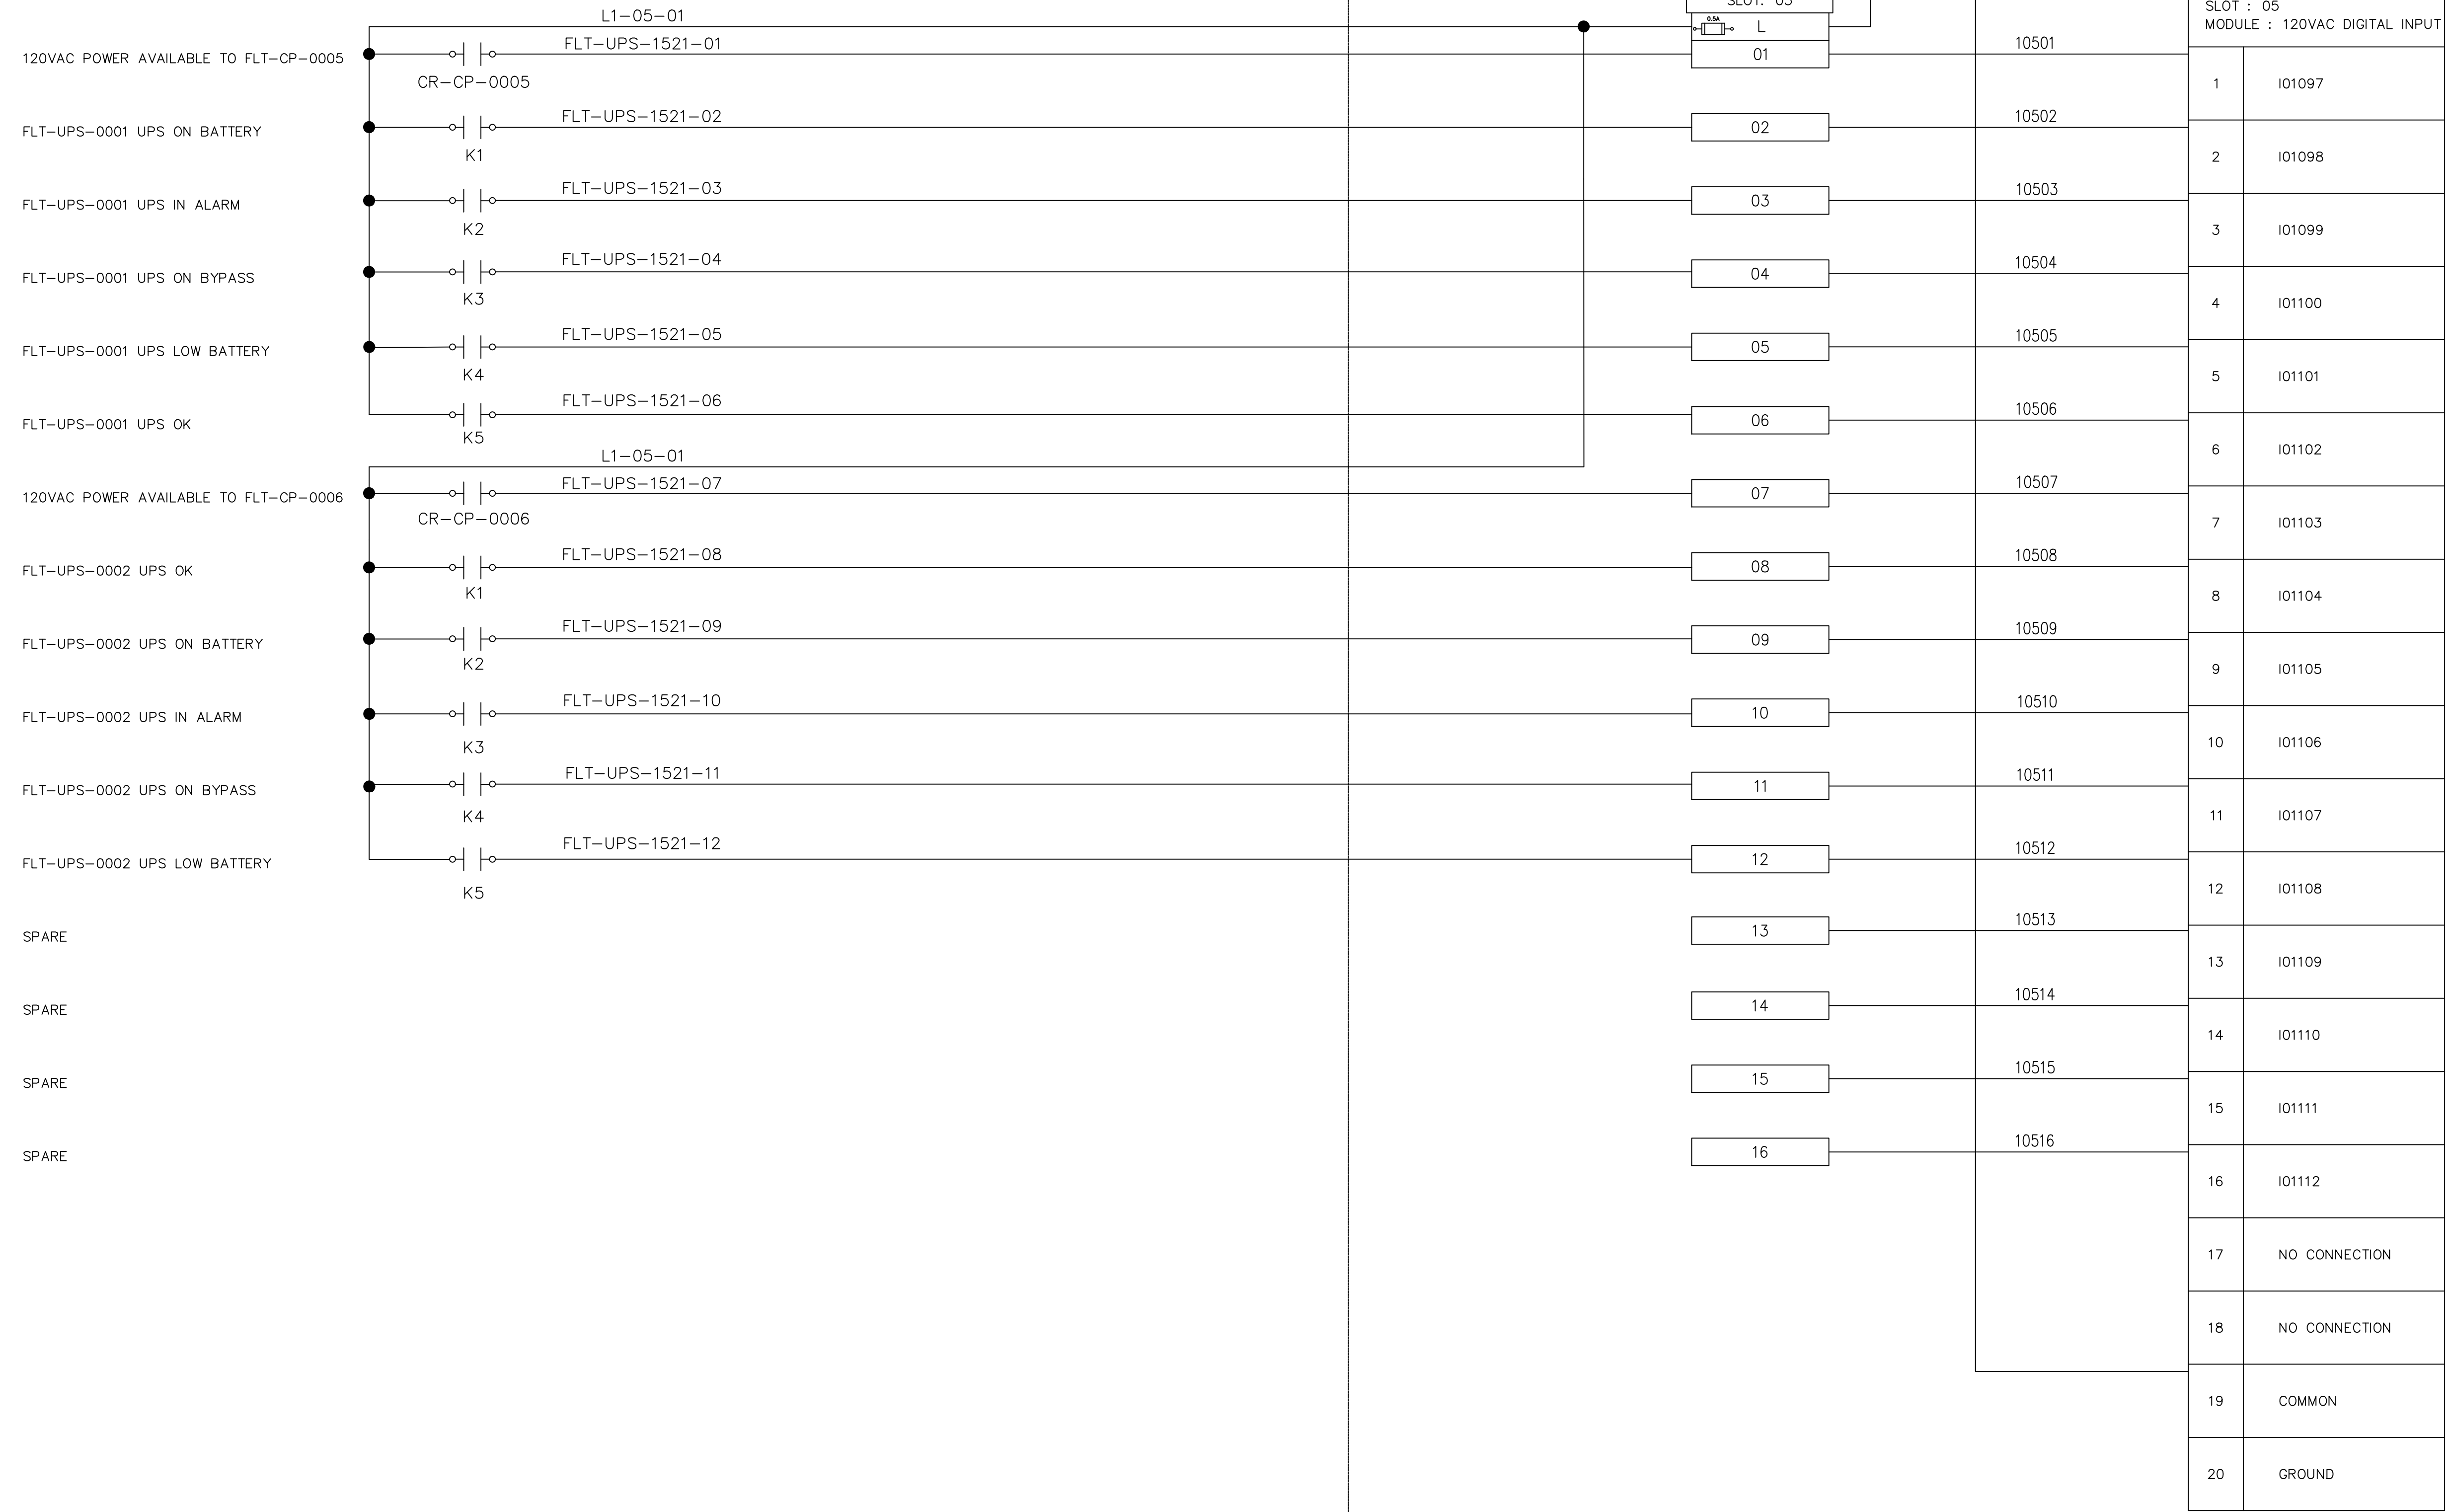 L1-05-01
SLOT: 05
0.5A
L
SLOT : 05
MODULE : 120VAC DIGITAL INPUT
120VAC POWER AVAILABLE TO FLT-CP-0005
FLT-UPS-1521-01
CR-CP-0005
01
10501
1 I01097
FLT-UPS-0001 UPS ON BATTERY
FLT-UPS-1521-02
K1
02
10502
2 I01098
FLT-UPS-0001 UPS IN ALARM
FLT-UPS-1521-03
K2
03
10503
3 I01099
FLT-UPS-0001 UPS ON BYPASS
FLT-UPS-1521-04
K3
04
10504
4 I01100
FLT-UPS-0001 UPS LOW BATTERY
FLT-UPS-1521-05
K4
05
10505
5 I01101
FLT-UPS-0001 UPS OK
FLT-UPS-1521-06
K5
06
10506
6 I01102
L1-05-01
120VAC POWER AVAILABLE TO FLT-CP-0006
FLT-UPS-1521-07
CR-CP-0006
07
10507
7 I01103
FLT-UPS-0002 UPS OK
FLT-UPS-1521-08
K1
08
10508
8 I01104
FLT-UPS-0002 UPS ON BATTERY
FLT-UPS-1521-09
K2
09
10509
9 I01105
FLT-UPS-0002 UPS IN ALARM
FLT-UPS-1521-10
K3
10
10510
10 I01106
FLT-UPS-0002 UPS ON BYPASS
FLT-UPS-1521-11
K4
11
10511
11 I01107
FLT-UPS-0002 UPS LOW BATTERY
FLT-UPS-1521-12
K5
12
10512
12 I01108
SPARE
13
10513
13 I01109
SPARE
14
10514
14 I01110
SPARE
15
10515
15 I01111
SPARE
16
10516
16 I01112
17 NO CONNECTION
18 NO CONNECTION
19 COMMON
20 GROUND